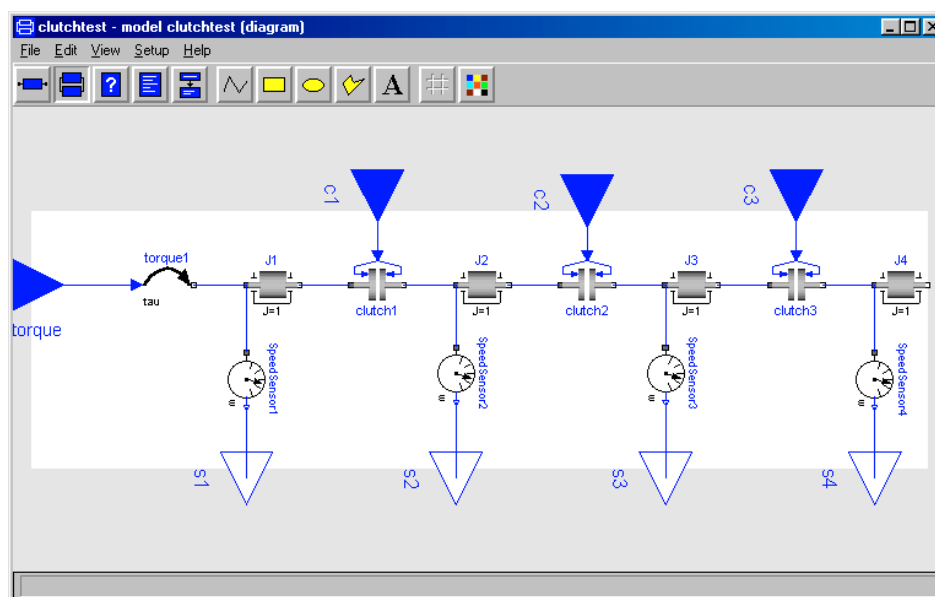 clutchtest - model clutchtest (diagram)
File Edit View Setup Help
? A
c1 c2 c3
torque1 J1 J2 J3 J4
tau J=1 clutch1 J=1 clutch2 J=1 clutch3 J=1
torque
SpeedSensor1 SpeedSensor2 SpeedSensor3 SpeedSensor4
w w w w
s1 s2 s3 s4